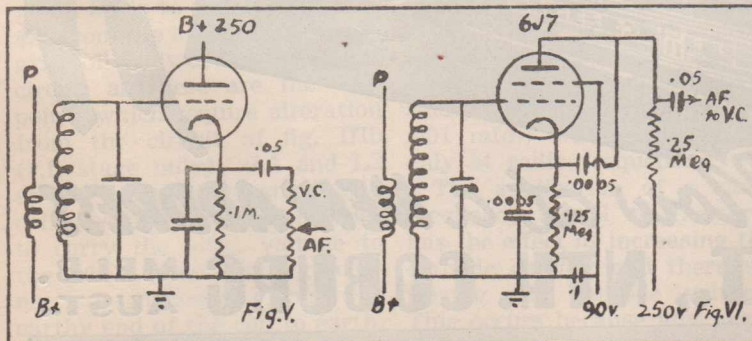 B+ 250
P
.05
.1M.
V.C.
AF.
B+
Fig.V.
6J7
P
.05
AF.
TO V.C.
.25
Meg
.0005
.0005
.125
Meg
.1
B+
90v.
250v
Fig.VI.